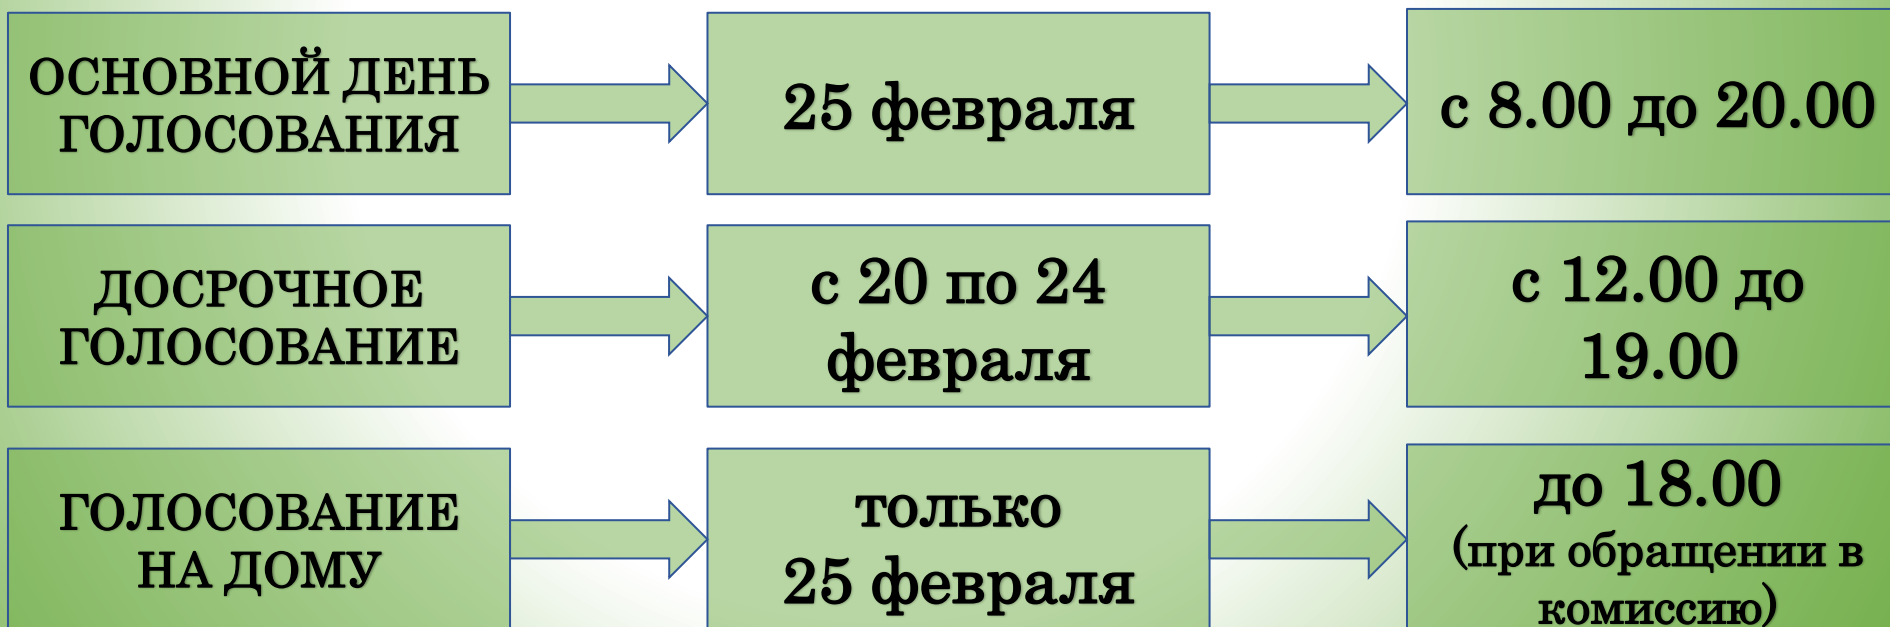 ОСНОВНОЙ ДЕНЬ
ГОЛОСОВАНИЯ
25 февраля
с 8.00 до 20.00
ДОСРОЧНОЕ
ГОЛОСОВАНИЕ
с 20 по 24
февраля
с 12.00 до
19.00
ГОЛОСОВАНИЕ
НА ДОМУ
только
25 февраля
до 18.00
(при обращении в
комиссию)